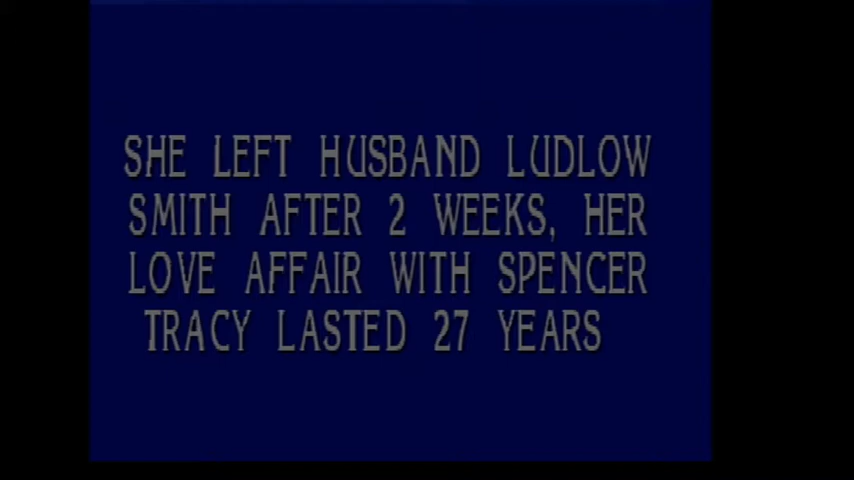 SHE LEFT HUSBAND LUDLOW
SMITH AFTER 2 WEEKS, HER
LOVE AFFAIR WITH SPENCER
TRACY LASTED 27 YEARS